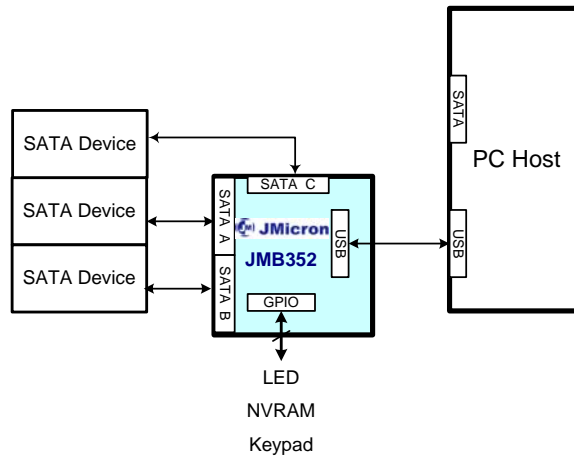 SATA Device
SATA Device
SATA Device
SATA C
SATA A
SATA B
JMicron
JMB352
USB
GPIO
LED
NVRAM
Keypad
SATA
PC Host
USB